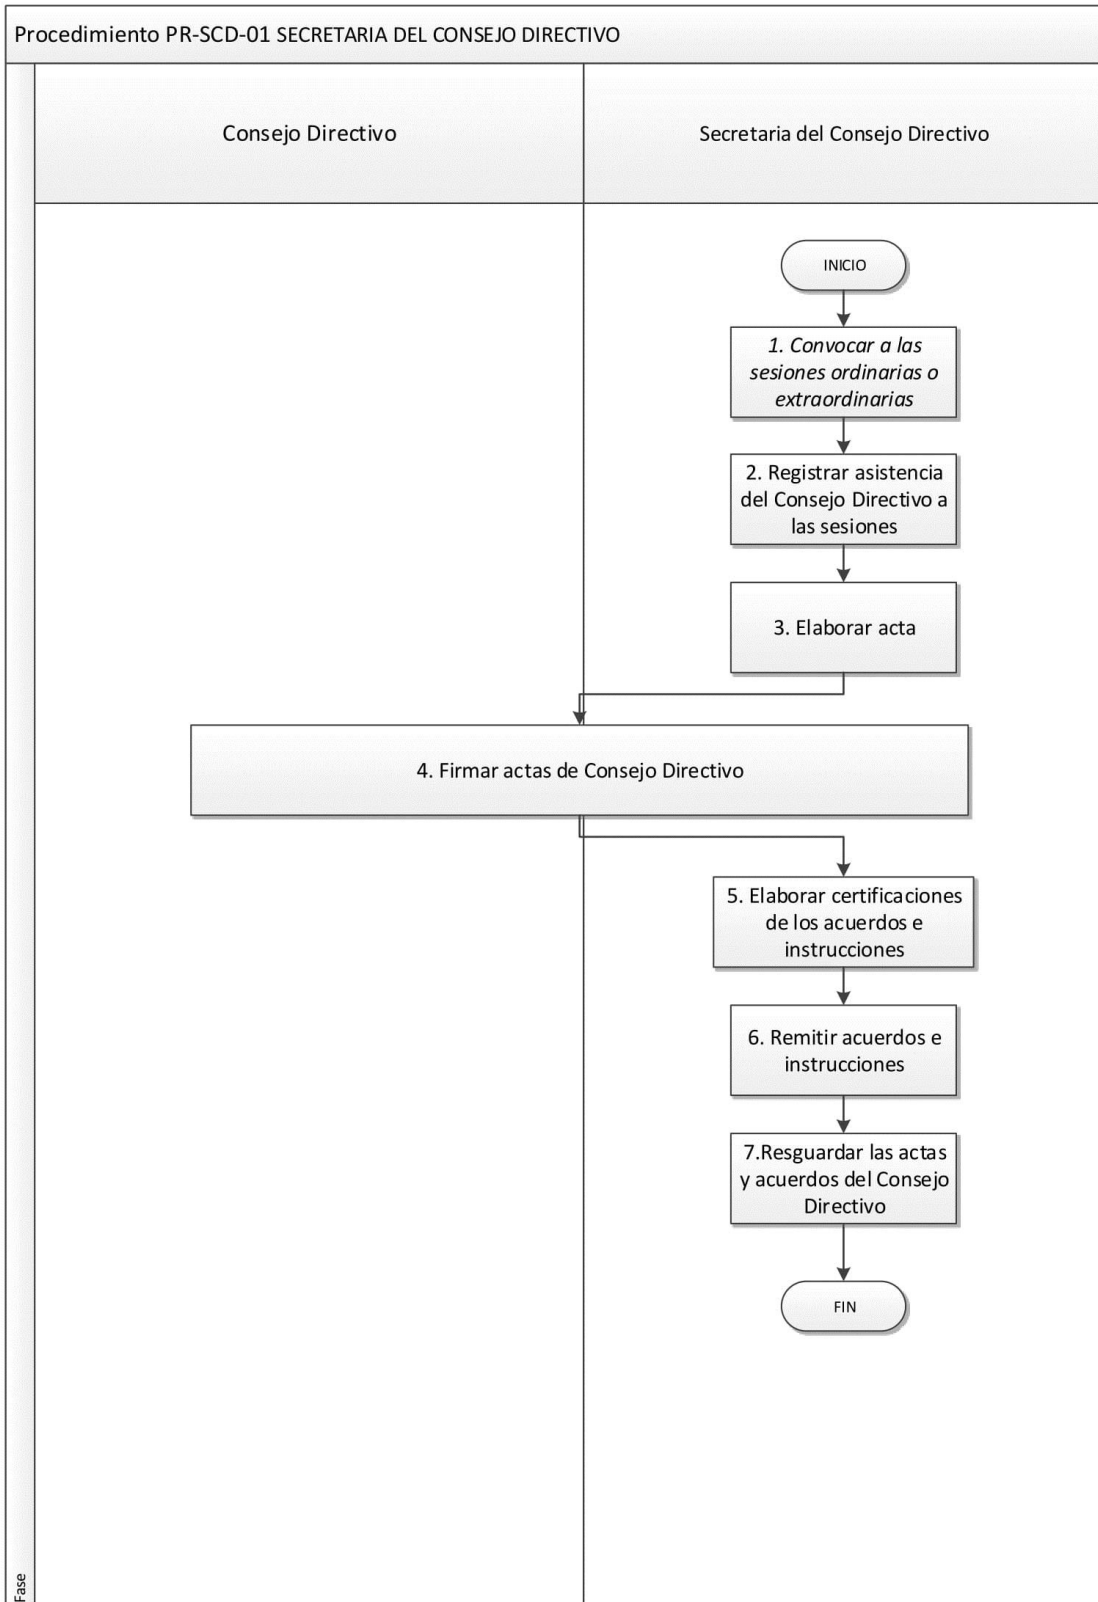 Procedimiento PR-SCD-01 SECRETARIA DEL CONSEJO DIRECTIVO
Consejo Directivo
Secretaria del Consejo Directivo
INICIO
1. Convocar a las
sesiones ordinarias o
extraordinarias
2. Registrar asistencia
del Consejo Directivo a
las sesiones
3. Elaborar acta
4. Firmar actas de Consejo Directivo
5. Elaborar certificaciones
de los acuerdos e
instrucciones
6. Remitir acuerdos e
instrucciones
7.Resguardar las actas
y acuerdos del Consejo
Directivo
FIN
Fase